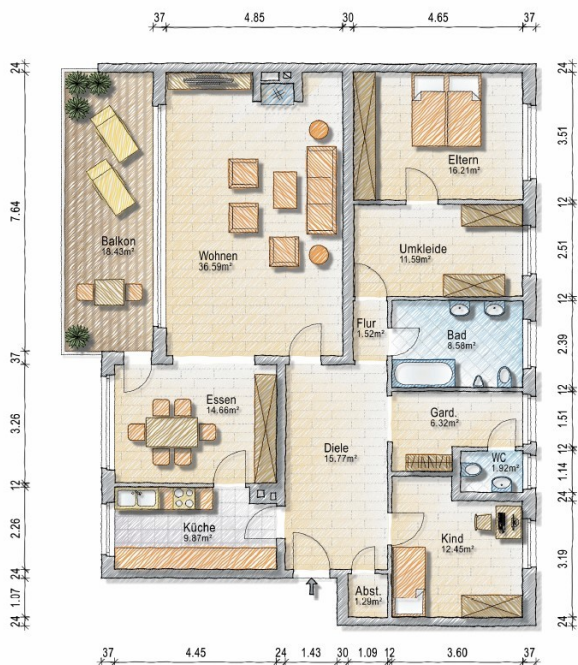 37 4.85 30 4.65 37
24
3.51
12
2.51
12
2.39
12
1.51
1.14
24
3.19
24
24
7.64
37
3.26
12
2.26
24
1.07
24
Eltern
16.21m²
Balkon
18.43m²
Wohnen
36.59m²
Umkleide
11.59m²
Flur
1.52m²
Bad
8.58m²
Essen
14.66m²
Gard.
6.32m²
Diele
15.77m²
WC
1.92m²
Küche
9.87m²
Kind
12.45m²
Abst.
1.29m²
37 4.45 24 1.43 30 1.09 12 3.60 37